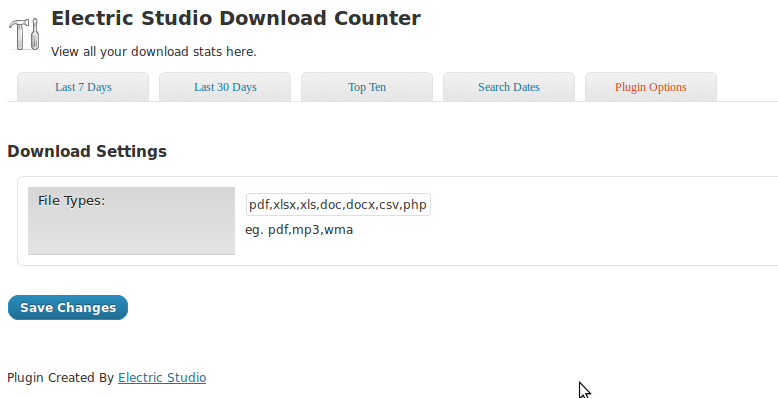 Electric Studio Download Counter
View all your download stats here.
Last 7 Days Last 30 Days Top Ten Search Dates Plugin Options
Download Settings
File Types: pdf,xlsx,xls,doc,docx,csv,php
eg. pdf,mp3,wma
Save Changes
Plugin Created By Electric Studio